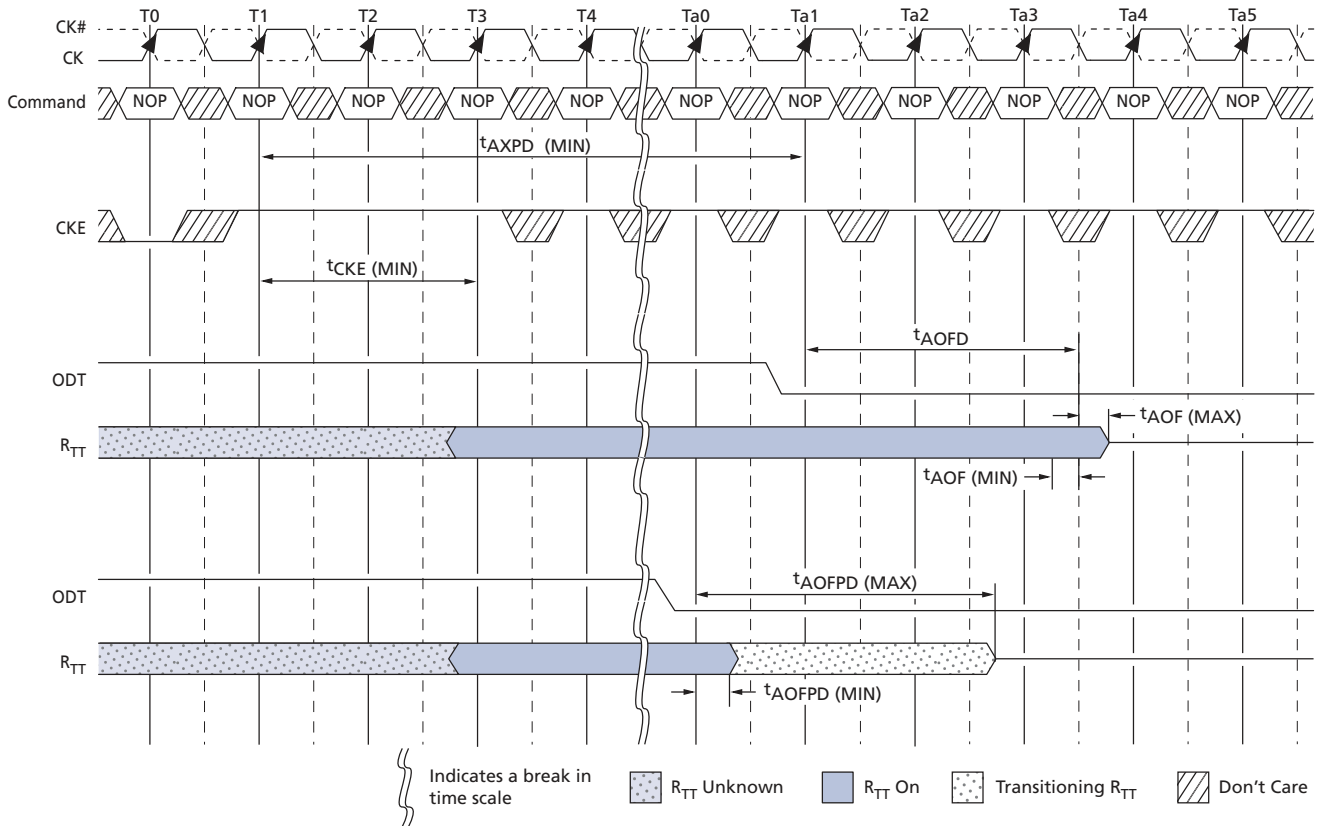 T0 T1 T2 T3 T4 Ta0 Ta1 Ta2 Ta3 Ta4 Ta5
CK#
CK
Command NOP NOP NOP NOP NOP NOP NOP NOP NOP NOP NOP
tAXPD (MIN)
CKE
tCKE (MIN)
tAOFD
ODT
tAOF (MAX)
RTT
tAOF (MIN)
tAOFPD (MAX)
ODT
RTT
tAOFPD (MIN)
Indicates a break in
time scale
RTT Unknown
RTT On
Transitioning RTT
Don't Care